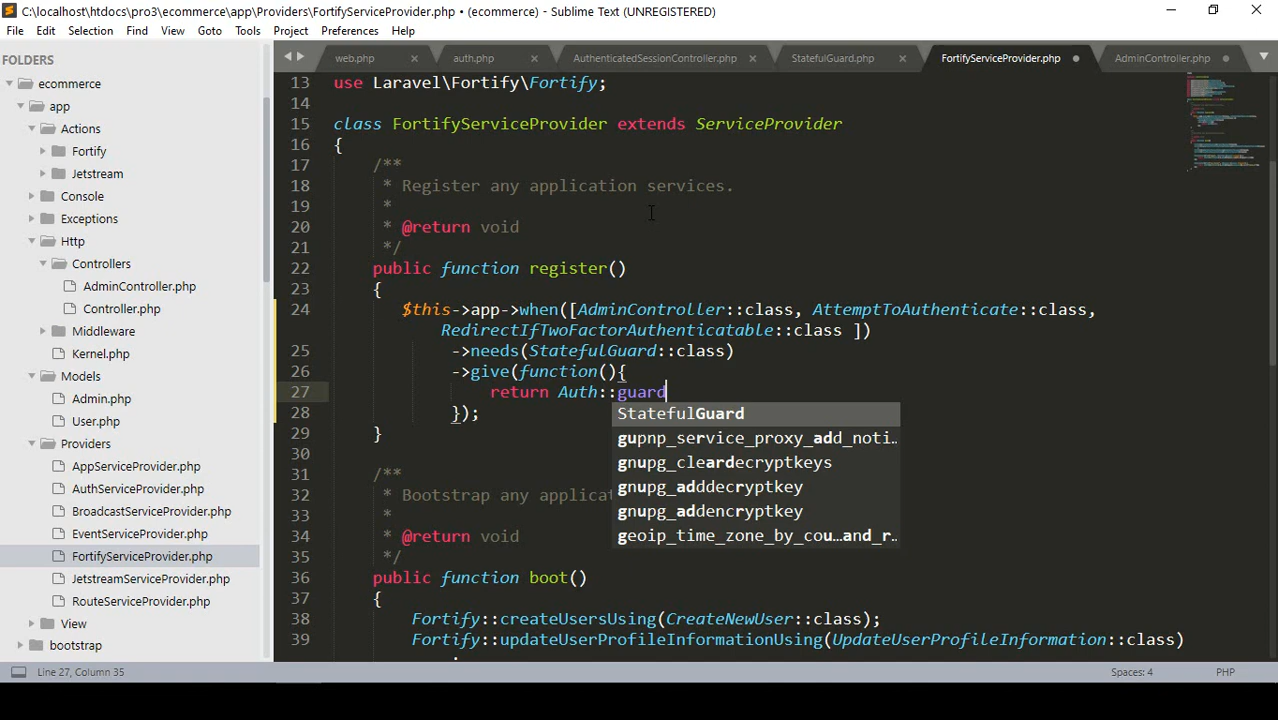 C:\localhost\htdocs\pro3\ecommerce\app\Providers\FortifyServiceProvider.php • (ecommerce) - Sublime Text (UNREGISTERED)
File Edit Selection Find View Goto Tools Project Preferences Help
FOLDERS
ecommerce
app
Actions
Fortify
Jetstream
Console
Exceptions
Http
Controllers
AdminController.php
Controller.php
Middleware
Kernel.php
Models
Admin.php
User.php
Providers
AppServiceProvider.php
AuthServiceProvider.php
BroadcastServiceProvider.php
EventServiceProvider.php
FortifyServiceProvider.php
JetstreamServiceProvider.php
RouteServiceProvider.php
View
bootstrap
web.php auth.php AuthenticatedSessionController.php StatefulGuard.php FortifyServiceProvider.php AdminController.php
13 use Laravel\Fortify\Fortify;
14
15 class FortifyServiceProvider extends ServiceProvider
16 {
17 /**
18 * Register any application services.
19 *
20 * @return void
21 */
22 public function register()
23 {
24 $this->app->when([AdminController::class, AttemptToAuthenticate::class,
RedirectIfTwoFactorAuthenticatable::class ])
25 ->needs(StatefulGuard::class)
26 ->give(function(){
27 return Auth::guard
28 });
29 }
30
31 /**
32 * Bootstrap any applicat
33 *
34 * @return void
35 */
36 public function boot()
37 {
38 Fortify::createUsersUsing(CreateNewUser::class);
39 Fortify::updateUserProfileInformationUsing(UpdateUserProfileInformation::class)
StatefulGuard
gupnp_service_proxy_add_noti…
gnupg_cleardecryptkeys
gnupg_adddecryptkey
gnupg_addencryptkey
geoip_time_zone_by_cou…and_r…
Line 27, Column 35 Spaces: 4 PHP